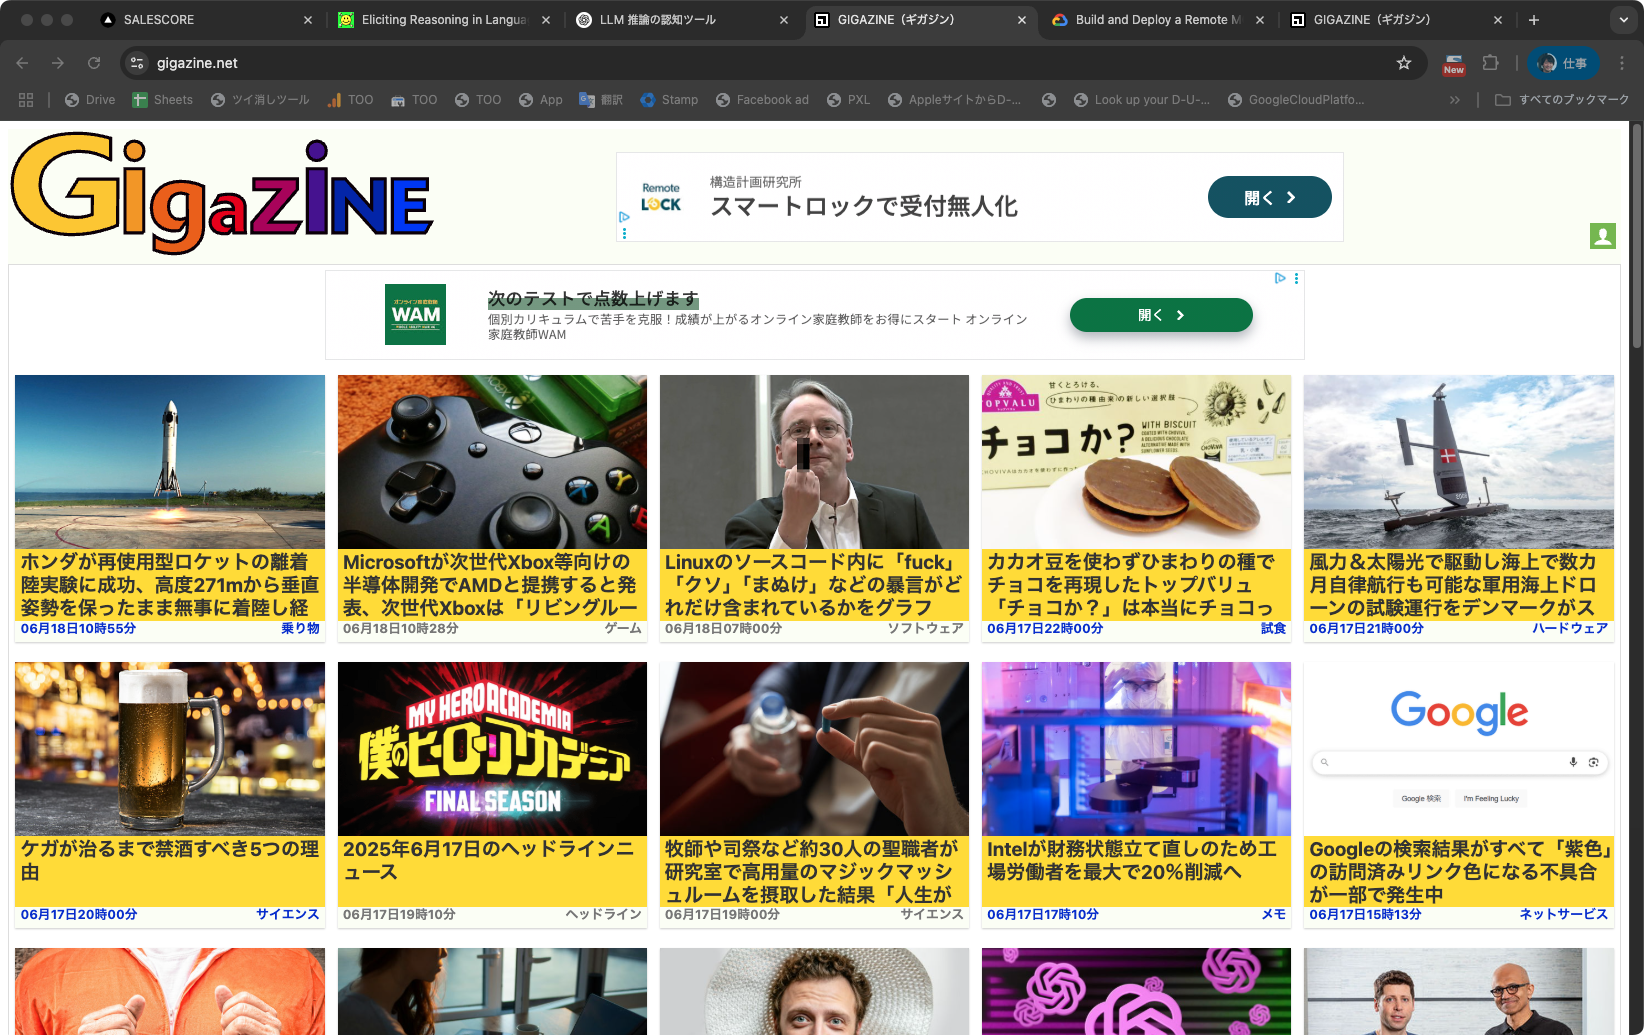 SALESCORE
Eliciting Reasoning in Langua
LLM 推論の認知ツール
GIGAZINE（ギガジン）
Build and Deploy a Remote M
GIGAZINE（ギガジン）
gigazine.net
New
仕事
Drive
Sheets
ツイ消しツール
TOO
TOO
TOO
App
翻訳
Stamp
Facebook ad
PXL
AppleサイトからD-...
Look up your D-U-...
GoogleCloudPlatfo...
すべてのブックマーク
GigaZiNE
Remote
LOCK
構造計画研究所
スマートロックで受付無人化
開く
WAM
次のテストで点数上げます
個別カリキュラムで苦手を克服！成績が上がるオンライン家庭教師をお得にスタート オンライン
家庭教師WAM
開く
XBOX
X
Y
A
B
TOPVALU
甘くとろける、
ひまわりの種由来の新しい選択肢
チョコか？
WITH BISCUIT
ホンダが再使用型ロケットの離着
陸実験に成功、高度271mから垂直
姿勢を保ったまま無事に着陸し経
06月18日10時55分
乗り物
Microsoftが次世代Xbox等向けの
半導体開発でAMDと提携すると発
表、次世代Xboxは「リビングルー
06月18日10時28分
ゲーム
Linuxのソースコード内に「fuck」
「クソ」「まぬけ」などの暴言がど
れだけ含まれているかをグラフ
06月18日07時00分
ソフトウェア
カカオ豆を使わずひまわりの種で
チョコを再現したトップバリュ
「チョコか？」は本当にチョコっ
06月17日22時00分
試食
風力＆太陽光で駆動し海上で数カ
月自律航行も可能な軍用海上ドロ
ーンの試験運行をデンマークがス
06月17日21時00分
ハードウェア
MY HERO ACADEMIA
僕のヒーローアカデミア
FINAL SEASON
Google
Google 検索
I'm Feeling Lucky
ケガが治るまで禁酒すべき5つの理
由
06月17日20時00分
サイエンス
2025年6月17日のヘッドラインニ
ュース
06月17日19時10分
ヘッドライン
牧師や司祭など約30人の聖職者が
研究室で高用量のマジックマッシ
ュルームを摂取した結果「人生が
06月17日19時00分
サイエンス
Intelが財務状態立て直しのため工
場労働者を最大で20%削減へ
06月17日17時10分
メモ
Googleの検索結果がすべて「紫色」
の訪問済みリンク色になる不具合
が一部で発生中
06月17日15時13分
ネットサービス